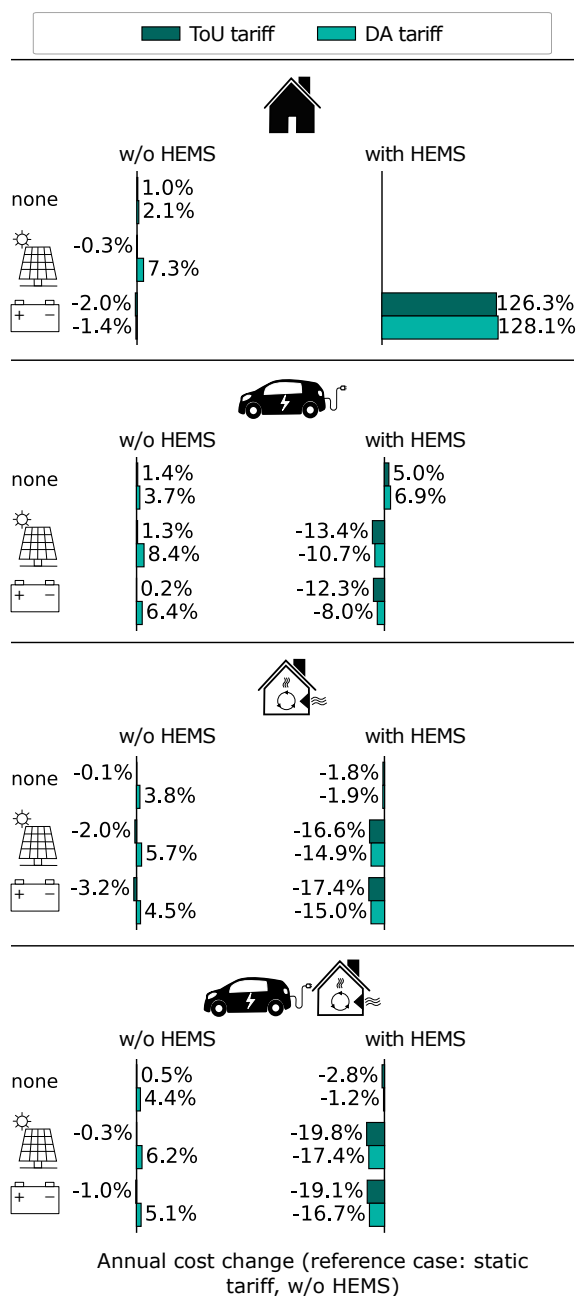 ToU tariff DA tariff
w/o HEMS with HEMS
none
1.0%
2.1%
-0.3%
7.3%
-2.0% 126.3%
-1.4% 128.1%
w/o HEMS with HEMS
none
1.4% 5.0%
3.7% 6.9%
1.3% -13.4%
8.4% -10.7%
0.2% -12.3%
6.4% -8.0%
w/o HEMS with HEMS
none
-0.1% -1.8%
3.8% -1.9%
-2.0% -16.6%
5.7% -14.9%
-3.2% -17.4%
4.5% -15.0%
w/o HEMS with HEMS
none
0.5% -2.8%
4.4% -1.2%
-0.3% -19.8%
6.2% -17.4%
-1.0% -19.1%
5.1% -16.7%
Annual cost change (reference case: static
tariff, w/o HEMS)